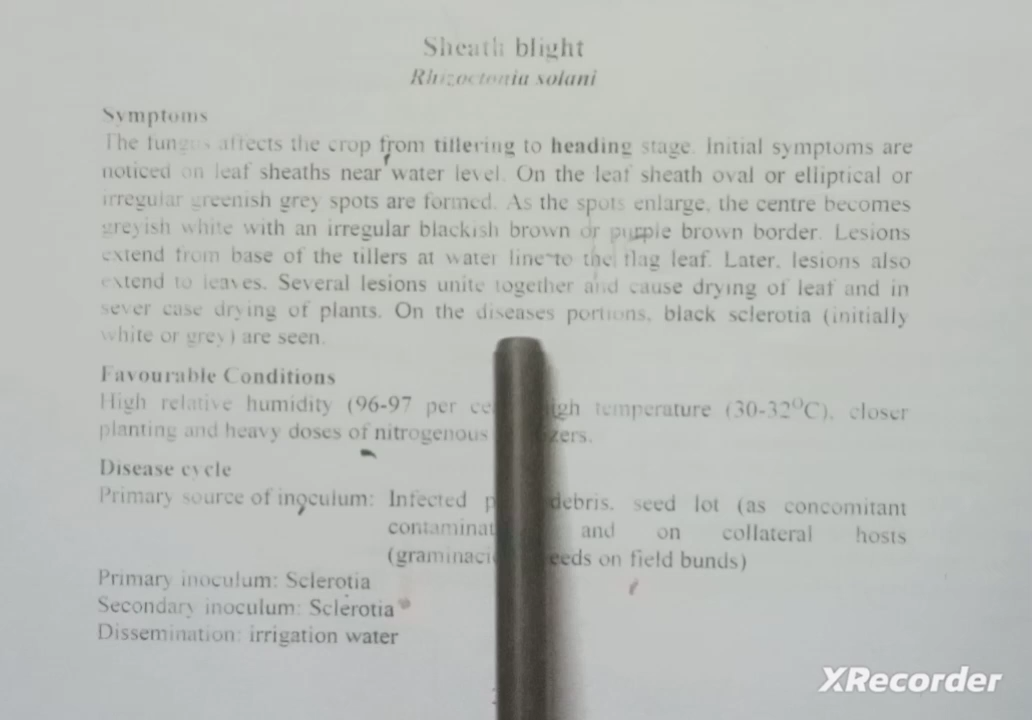 Sheath blight
Rhizoctonia solani
Symptoms
The fungus affects the crop from tillering to heading stage. Initial symptoms are
noticed on leaf sheaths near water level. On the leaf sheath oval or elliptical or
irregular greenish grey spots are formed. As the spots enlarge, the centre becomes
greyish white with an irregular blackish brown or purple brown border. Lesions
extend from base of the tillers at water line to the flag leaf. Later, lesions also
extend to leaves. Several lesions unite together and cause drying of leaf and in
sever case drying of plants. On the diseases portions, black sclerotia (initially
white or grey) are seen.
Favourable Conditions
High relative humidity (96-97 per temperature (30-32⁰C), closer
planting and heavy doses of nitrogenous
Disease cycle
Primary source of inoculum: Infected debris, seed lot (as concomitant
and on collateral hosts
on field bunds)
Primary inoculum: Sclerotia
Secondary inoculum: Sclerotia
Dissemination: irrigation water
XRecorder